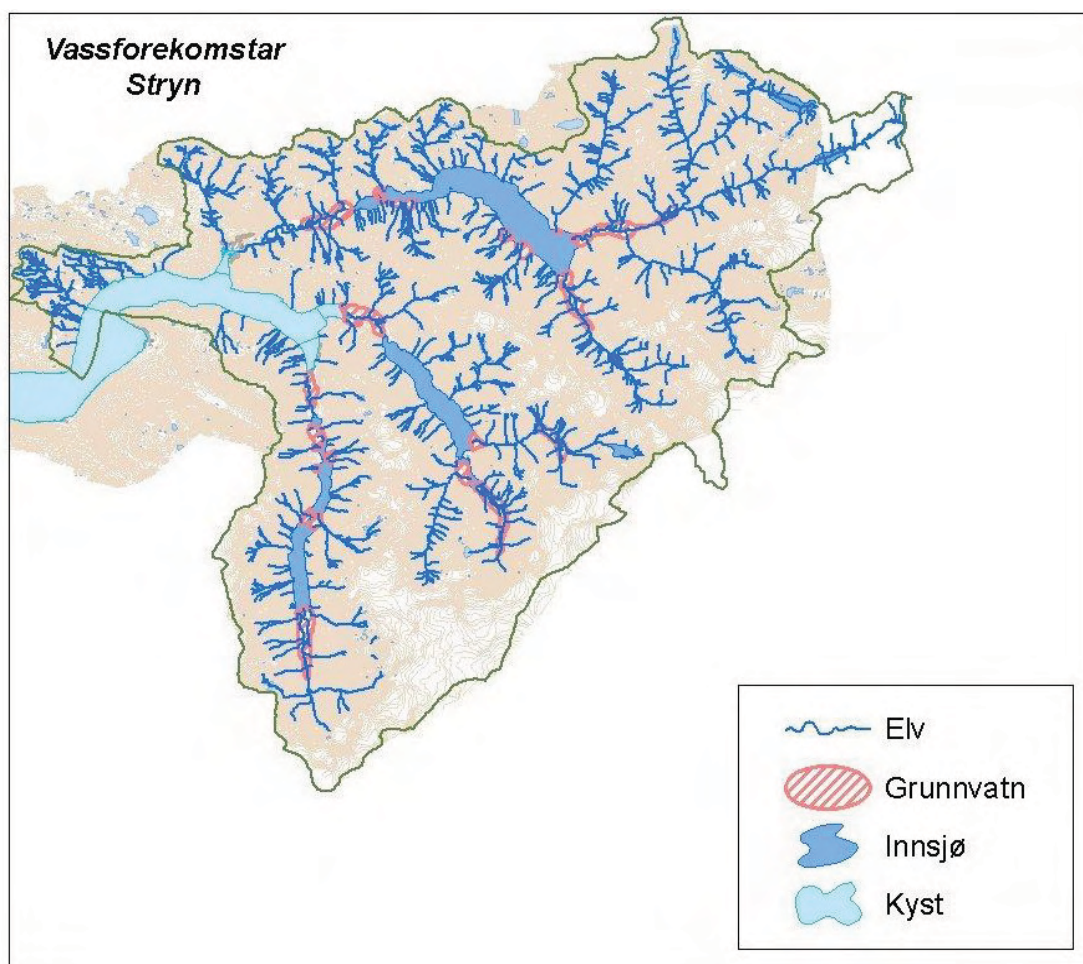 Vassforekomstar
Stryn
Elv
Grunnvatn
Innsjø
Kyst